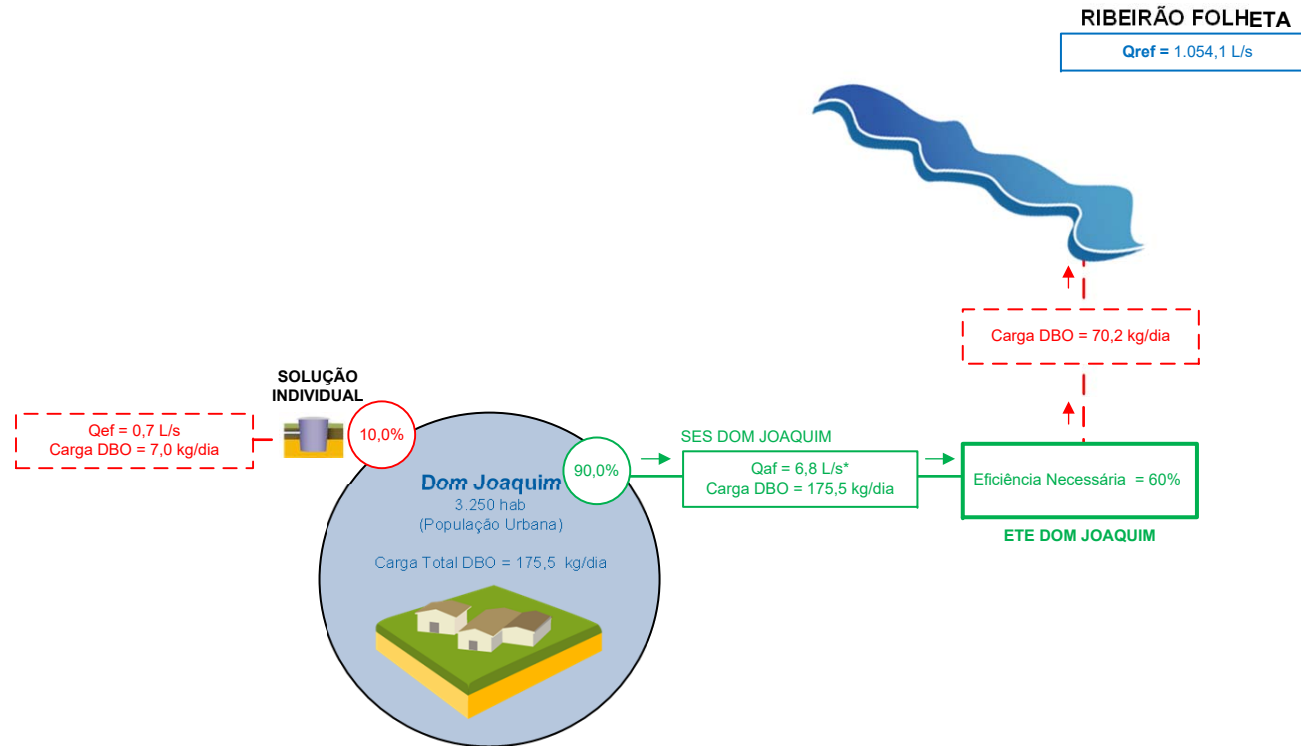 RIBEIRÃO FOLHETA
Qref = 1.054,1 L/s
Carga DBO = 70,2 kg/dia
SOLUÇÃO
INDIVIDUAL
Qef = 0,7 L/s
Carga DBO = 7,0 kg/dia
10,0%
90,0%
SES DOM JOAQUIM
Qaf = 6,8 L/s*
Carga DBO = 175,5 kg/dia
Eficiência Necessária = 60%
ETE DOM JOAQUIM
Dom Joaquim
3.250 hab
(População Urbana)
Carga Total DBO = 175,5 kg/dia